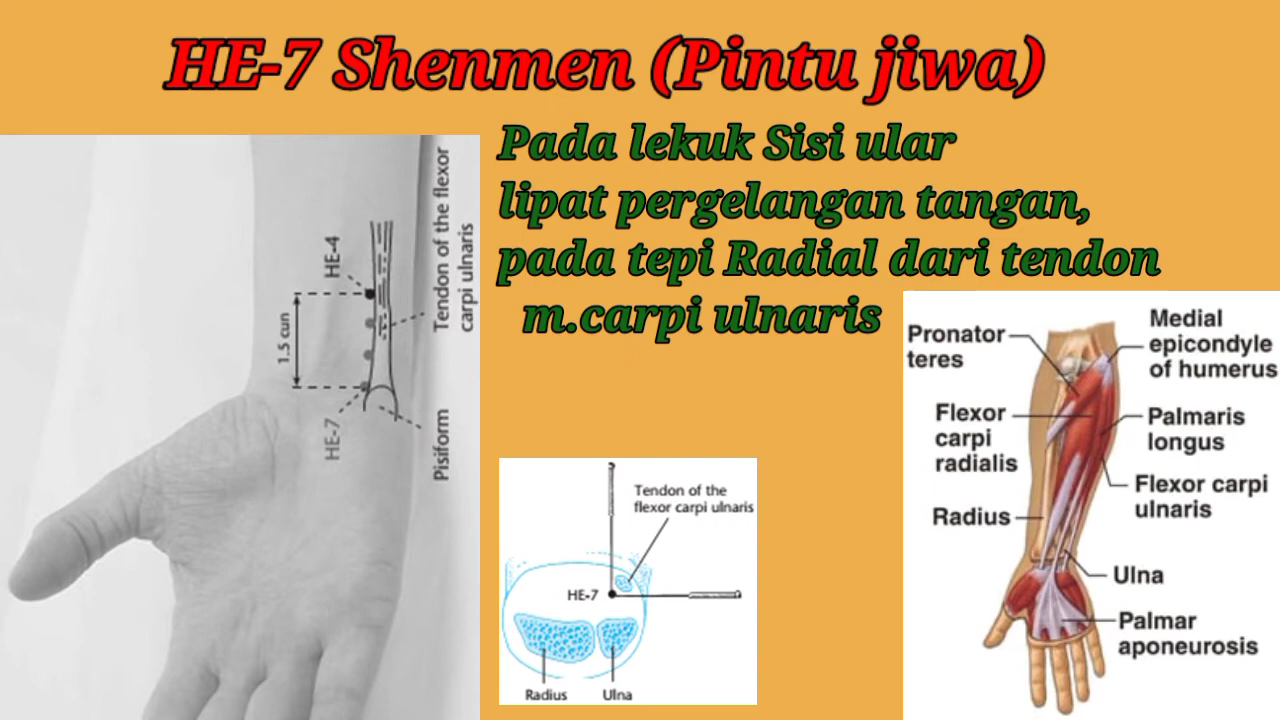 HE-7 Shenmen (Pintu jiwa)
Pada lekuk Sisi ular
lipat pergelangan tangan,
pada tepi Radial dari tendon
m.carpi ulnaris
HE-4
1.5 cun
HE-7
Tendon of the flexor
carpi ulnaris
Pisiform
Tendon of the
flexor carpi ulnaris
HE-7
Radius
Ulna
Pronator
teres
Medial
epicondyle
of humerus
Flexor
carpi
radialis
Palmaris
longus
Flexor carpi
ulnaris
Radius
Ulna
Palmar
aponeurosis